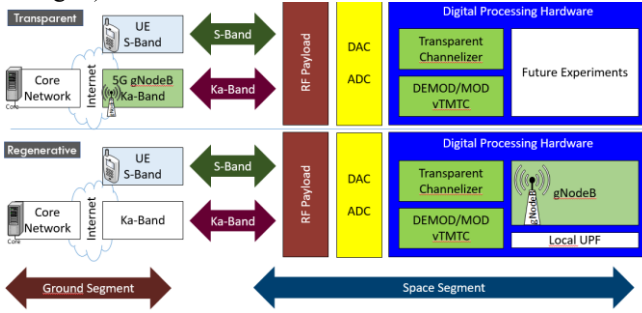 Transparent
UE
S-Band
S-Band
Core
Network
Core
Internet
5G gNodeB
Ka-Band
Ka-Band
RF Payload
DAC
ADC
Digital Processing Hardware
Transparent
Channelizer
DEMOD/MOD
vTMTC
Future Experiments
Regenerative
UE
S-Band
S-Band
Core
Network
Core
Internet
Ka-Band
Ka-Band
RF Payload
DAC
ADC
Digital Processing Hardware
Transparent
Channelizer
DEMOD/MOD
vTMTC
gNodeB
gNodeB
Local UPF
Ground Segment
Space Segment